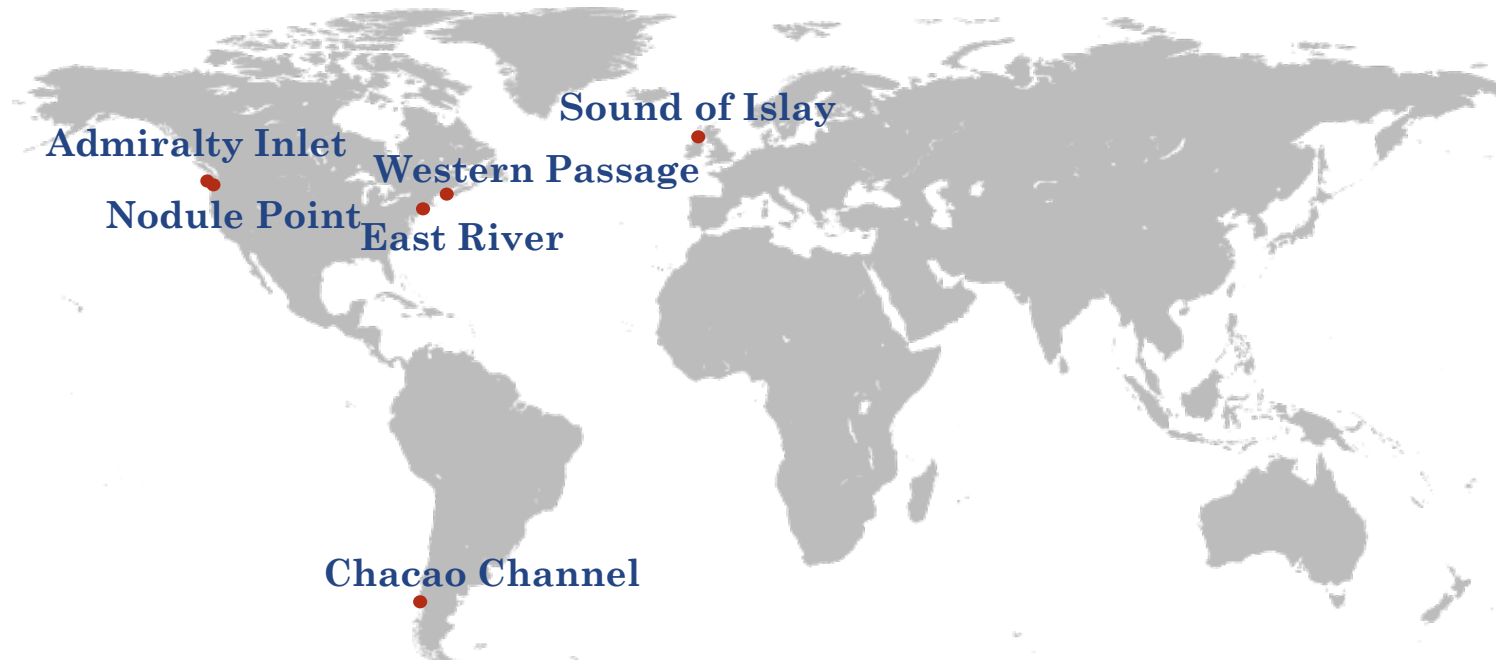 Sound of Islay
Admiralty Inlet
Western Passage
Nodule Point
East River
Chacao Channel